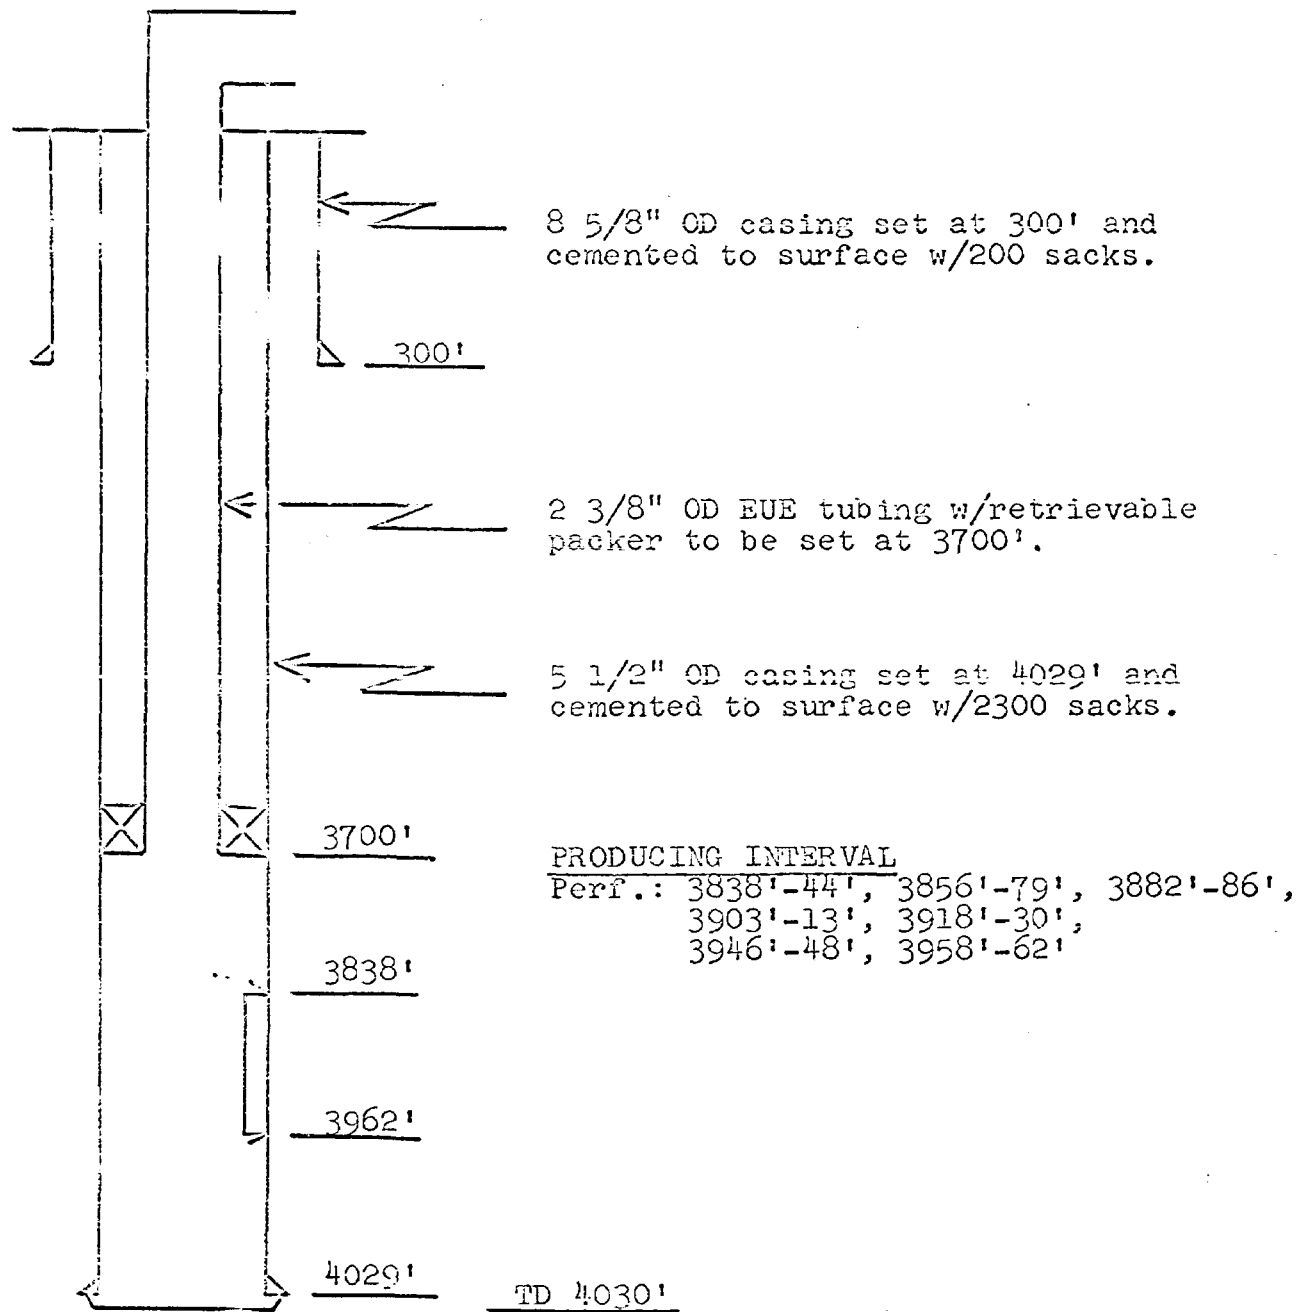 8 5/8" OD casing set at 300' and
cemented to surface w/200 sacks.
300'
2 3/8" OD EUE tubing w/retrievable
packer to be set at 3700'.
5 1/2" OD casing set at 4029' and
cemented to surface w/2300 sacks.
3700'
PRODUCING INTERVAL
Perf.: 3838'-44', 3856'-79', 3882'-86',
3903'-13', 3918'-30',
3946'-48', 3958'-62'
3838'
3962'
4029'
TD 4030'